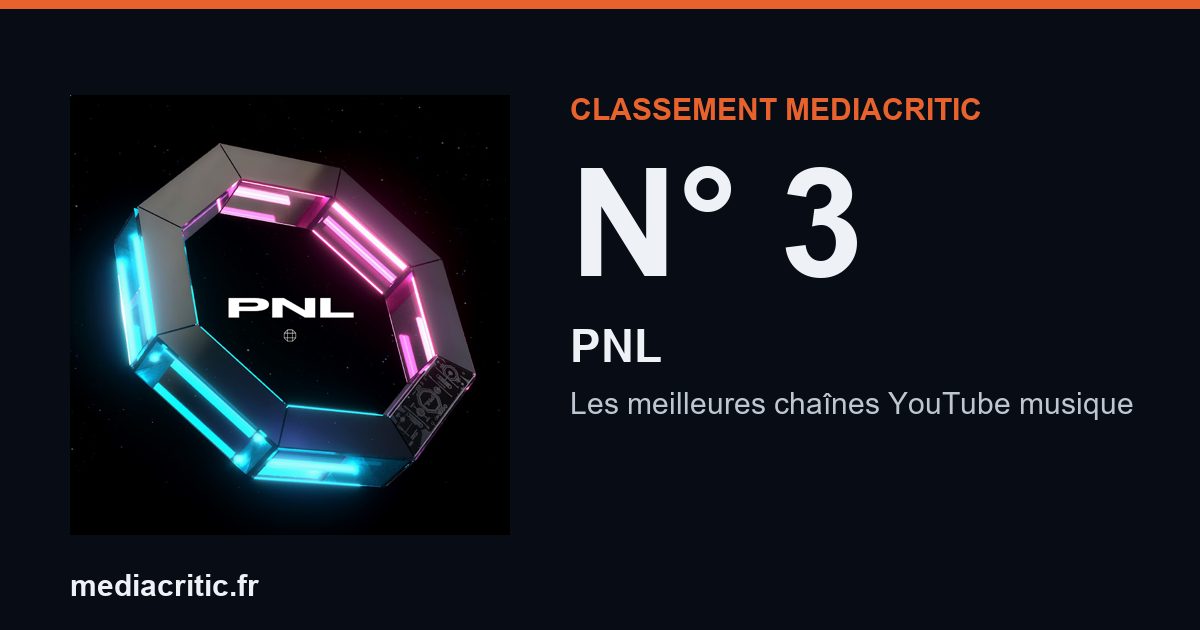 CLASSEMENT MEDIACRITIC
N° 3
PNL
PNL
Les meilleures chaînes YouTube musique
mediacritic.fr